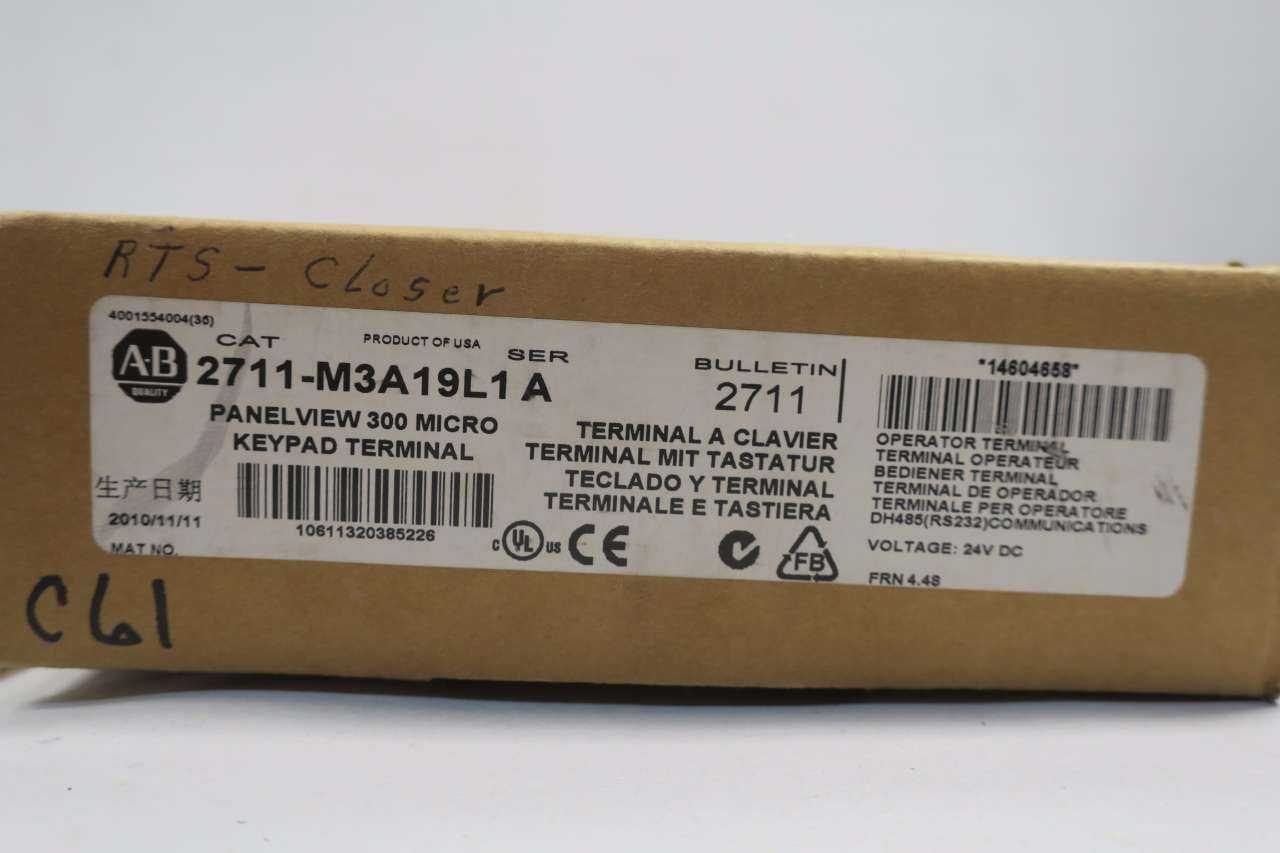 RTS - Closer
4001554004(36)
A·B
QUALITY
CAT
PRODUCT OF USA
SER
2711-M3A19L1 A
PANELVIEW 300 MICRO
KEYPAD TERMINAL
生产日期
2010/11/11
MAT NO.
10611320385226
BULLETIN
2711
TERMINAL A CLAVIER
TERMINAL MIT TASTATUR
TECLADO Y TERMINAL
TERMINALE E TASTIERA
C UL US CE
FB
*14604658*
OPERATOR TERMINAL
TERMINAL OPERATEUR
BEDIENER TERMINAL
TERMINAL DE OPERADOR
TERMINALE PER OPERATORE
DH485(RS232)COMMUNICATIONS
VOLTAGE: 24V DC
FRN 4.48
C61